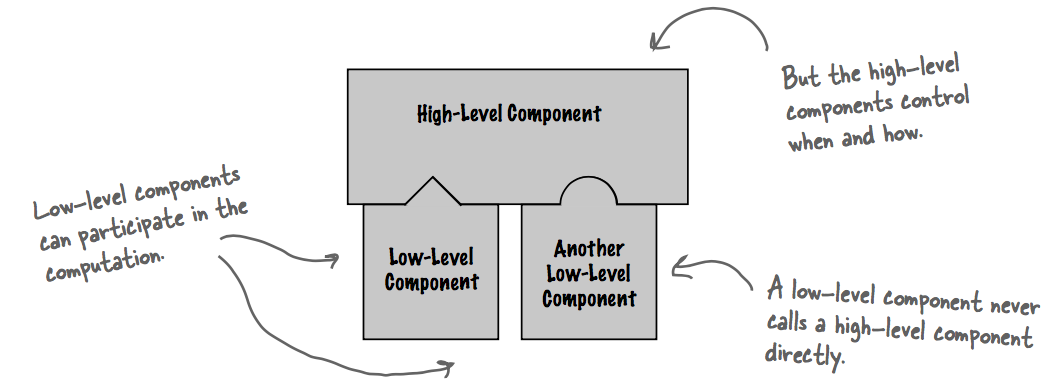 But the high-level
components control
when and how.
High-Level Component
Low-level components
can participate in the
computation.
Low-Level
Component
Another
Low-Level
Component
A low-level component never
calls a high-level component
directly.